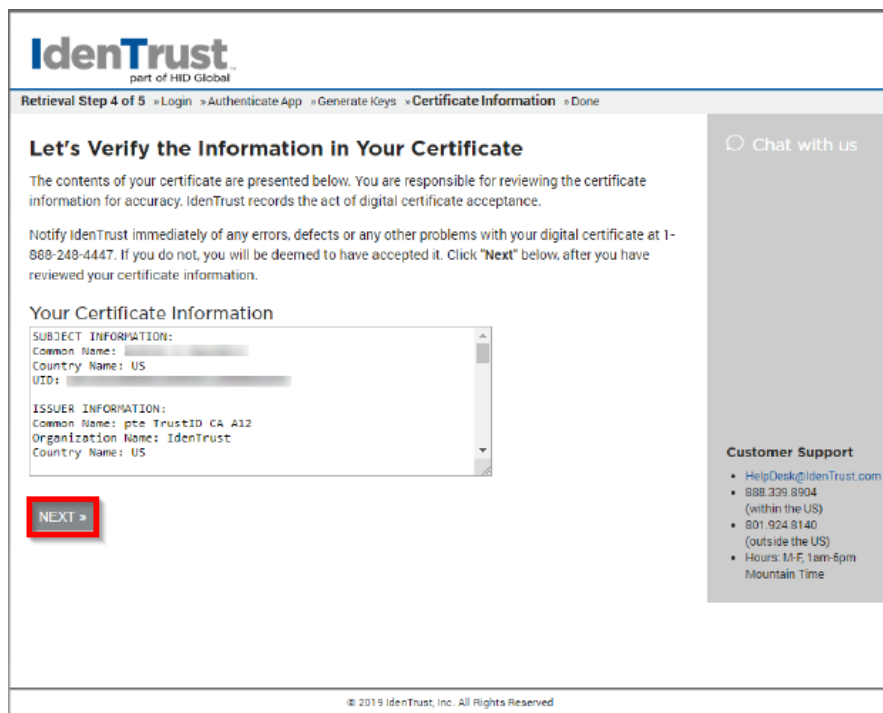 IdenTrust
part of HID Global
Retrieval Step 4 of 5 »Login »Authenticate App »Generate Keys »Certificate Information »Done
Let's Verify the Information in Your Certificate
The contents of your certificate are presented below. You are responsible for reviewing the certificate
information for accuracy. IdenTrust records the act of digital certificate acceptance.
Notify IdenTrust immediately of any errors, defects or any other problems with your digital certificate at 1-
888-248-4447. If you do not, you will be deemed to have accepted it. Click "Next" below, after you have
reviewed your certificate information.
Your Certificate Information
SUBJECT INFORMATION:
Common Name:
Country Name: US
UID:
ISSUER INFORMATION:
Common Name: pte TrustID CA A12
Organization Name: IdenTrust
Country Name: US
NEXT »
Chat with us
Customer Support
• HelpDesk@IdenTrust.com
• 888.339.8904
(within the US)
• 801.924.8140
(outside the US)
• Hours: M-F, 1am-6pm
Mountain Time
© 2019 IdenTrust, Inc. All Rights Reserved